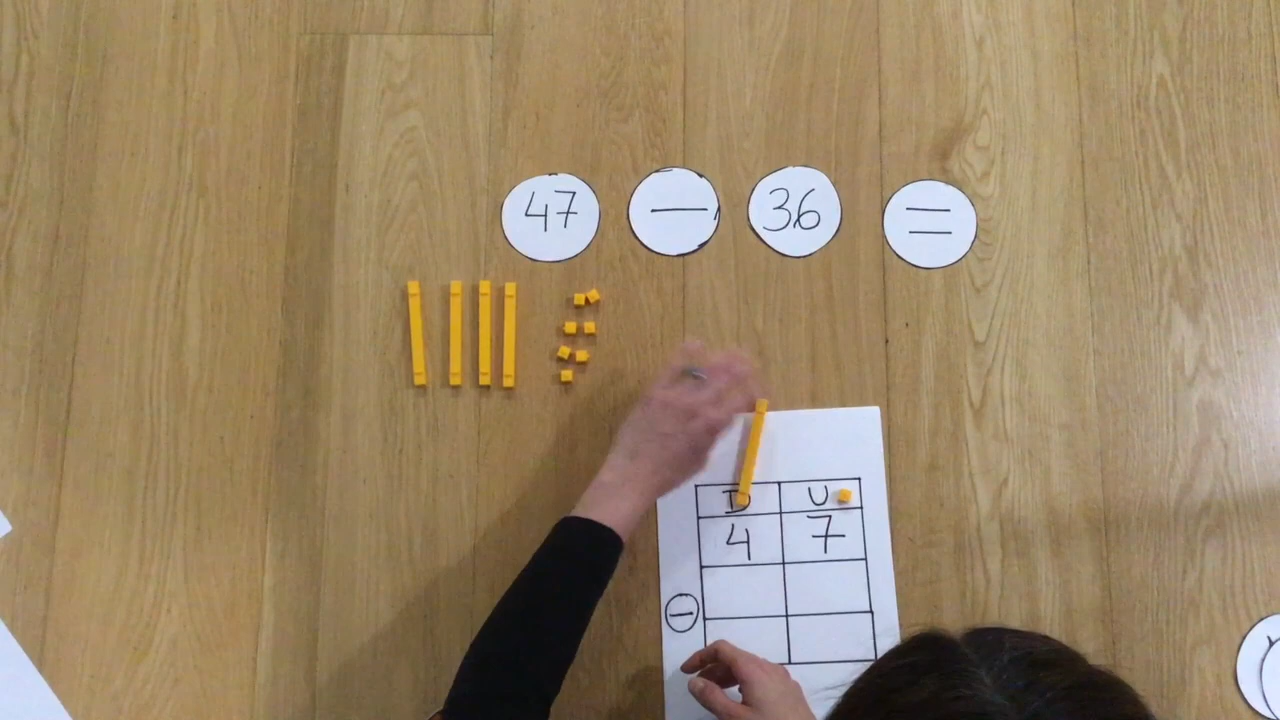 47 — 36 =
D U
4 7
—